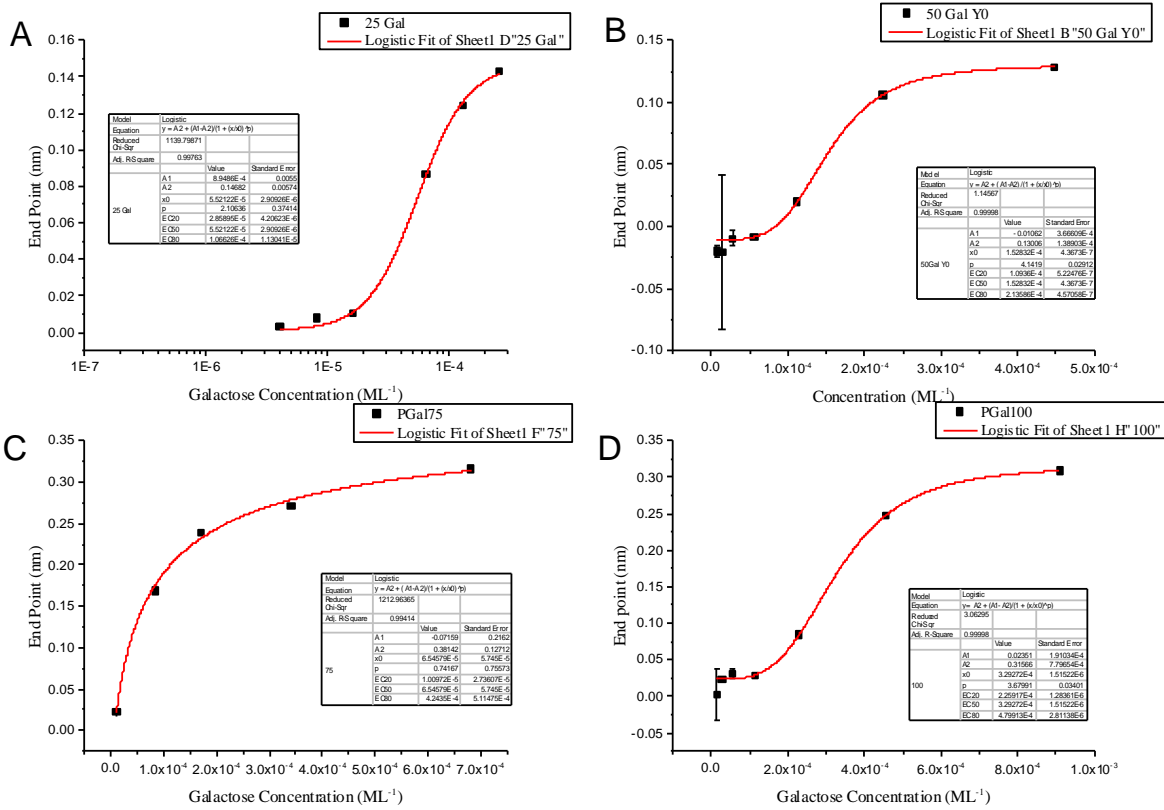 A
25 Gal
Logistic Fit of Sheet1 D"25 Gal"
0.16
0.14
0.12
0.10
0.08
0.06
0.04
0.02
0.00
End Point (nm)
Model Logistic
Equation y = A2 + (A1-A2)/(1 + (x/x0)^p)
Reduced Chi-Sqr 1139.79871
Adj. R-Square 0.99763
Value Standard Error
25 Gal
A1 8.9486E-4 0.0055
A2 0.14682 0.00574
x0 5.52122E-5 2.90926E-6
p 2.10636 0.37414
EC20 2.85895E-5 4.20623E-6
EC50 5.52122E-5 2.90926E-6
EC80 1.06626E-4 1.13041E-5
1E-7 1E-6 1E-5 1E-4
Galactose Concentration (ML-1)
B
50 Gal Y0
Logistic Fit of Sheet1 B"50 Gal Y0"
0.15
0.10
0.05
0.00
-0.05
-0.10
End Point (nm)
Model Logistic
Equation y = A2 + (A1-A2)/(1 + (x/x0)^p)
Reduced Chi-Sqr 1.14567
Adj. R-Square 0.99998
Value Standard Error
50Gal Y0
A1 -0.01062 3.66609E-4
A2 0.13006 1.38903E-4
x0 1.52832E-4 4.3673E-7
p 4.1419 0.02912
EC20 1.0936E-4 5.22476E-7
EC50 1.52832E-4 4.3673E-7
EC80 2.13586E-4 4.57058E-7
0.0 1.0x10-4 2.0x10-4 3.0x10-4 4.0x10-4 5.0x10-4
Concentration (ML-1)
C
PGal75
Logistic Fit of Sheet1 F"75"
0.35
0.30
0.25
0.20
0.15
0.10
0.05
0.00
End Point (nm)
Model Logistic
Equation y = A2 + (A1-A2)/(1 + (x/x0)^p)
Reduced Chi-Sqr 1212.96365
Adj. R-Square 0.99414
Value Standard Error
75
A1 -0.07159 0.2162
A2 0.38142 0.12712
x0 6.54579E-5 5.745E-5
p 0.74167 0.75573
EC20 1.00972E-5 2.73607E-5
EC50 6.54579E-5 5.745E-5
EC80 4.2435E-4 5.11475E-4
0.0 1.0x10-4 2.0x10-4 3.0x10-4 4.0x10-4 5.0x10-4 6.0x10-4 7.0x10-4
Galactose Concentration (ML-1)
D
PGal100
Logistic Fit of Sheet1 H"100"
0.35
0.30
0.25
0.20
0.15
0.10
0.05
0.00
-0.05
End point (nm)
Model Logistic
Equation y= A2 + (A1-A2)/(1 + (x/x0)^p)
Reduced Chi-Sqr 3.06295
Adj. R-Square 0.99998
Value Standard Error
100
A1 0.02351 1.91034E-4
A2 0.31566 7.79654E-4
x0 3.29272E-4 1.51522E-6
p 3.67991 0.03401
EC20 2.25917E-4 1.28361E-6
EC50 3.29272E-4 1.51522E-6
EC80 4.79913E-4 2.81138E-6
0.0 2.0x10-4 4.0x10-4 6.0x10-4 8.0x10-4 1.0x10-3
Galactose Concentration (ML-1)